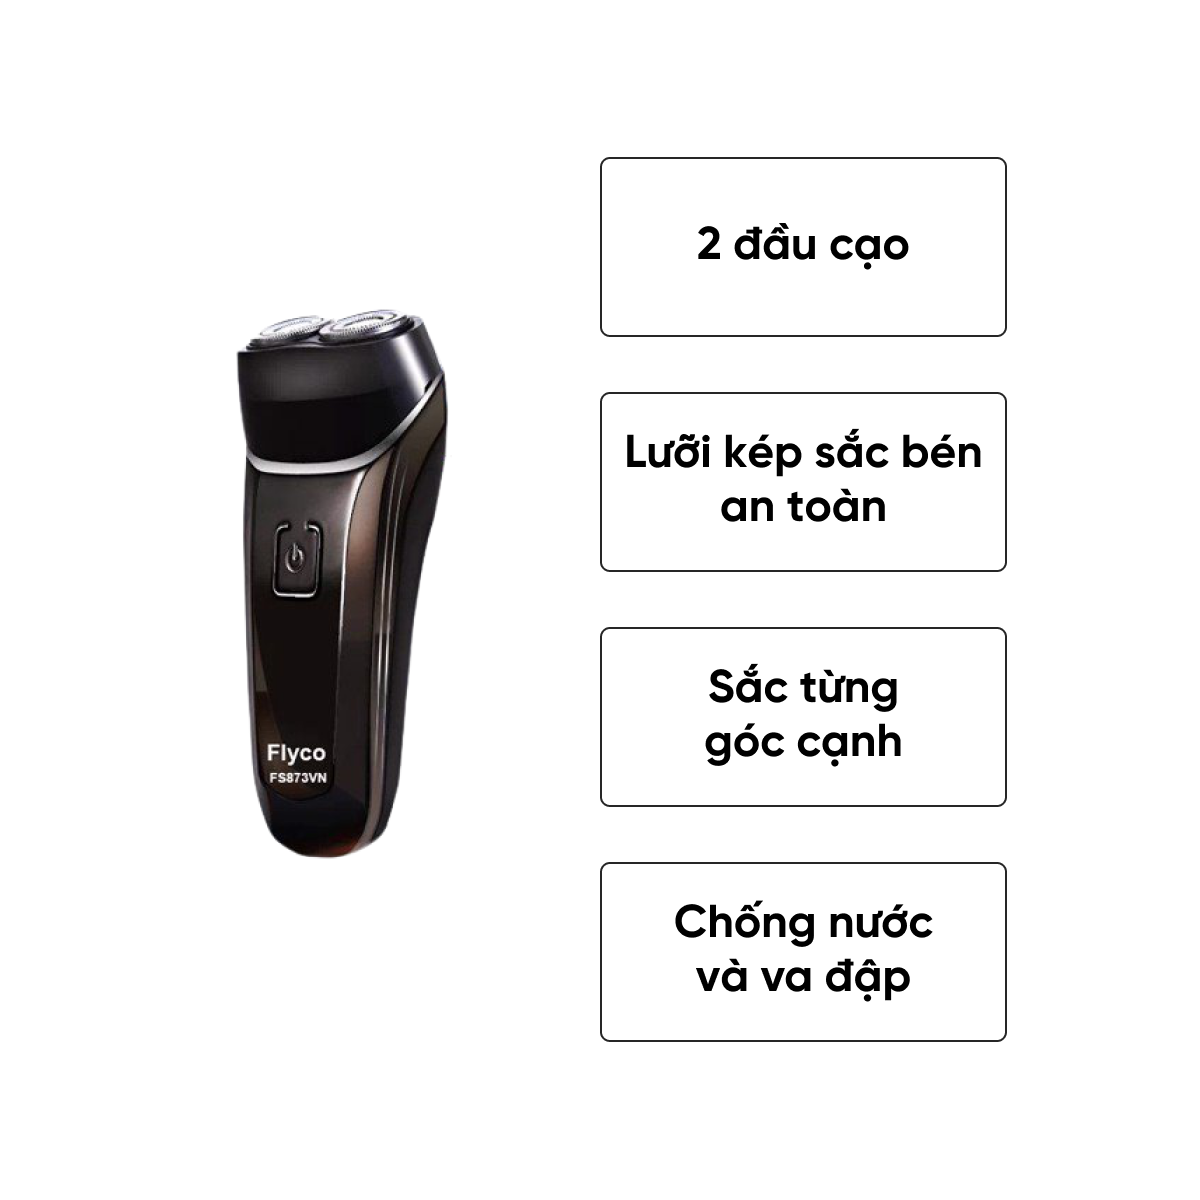 2 đầu cạo
Lưỡi kép sắc bén
an toàn
Sắc từng
góc cạnh
Chống nước
và va đập
Flyco
FS873VN